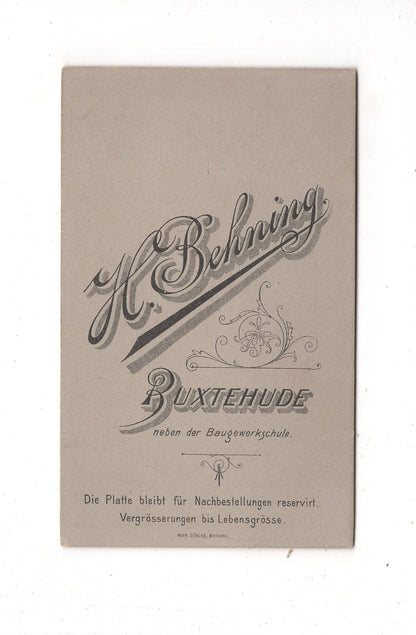 H. Behning.
BUXTEHUDE
neben der Baugewerkschule.
Die Platte bleibt für Nachbestellungen reservirt.
Vergrösserungen bis Lebensgrösse.